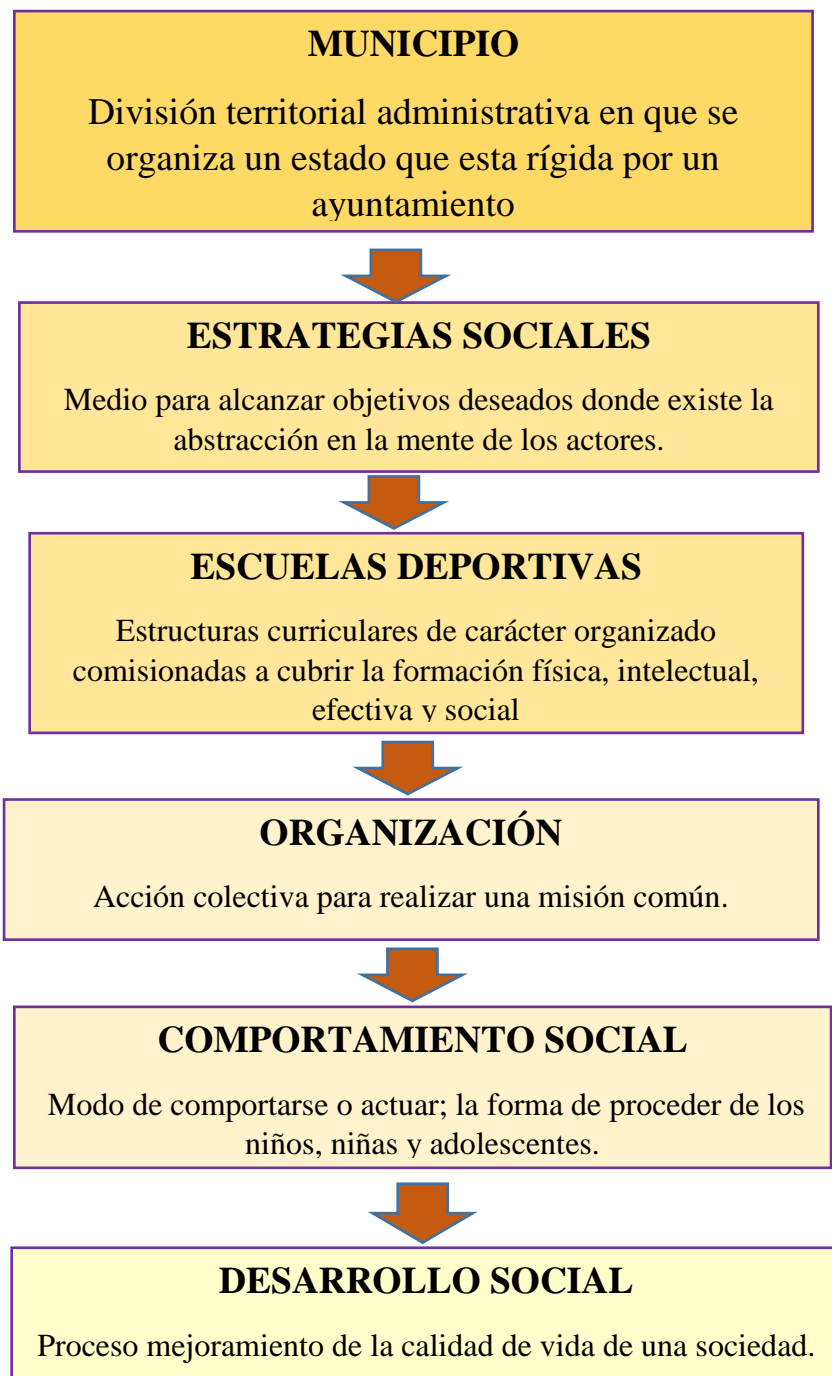 MUNICIPIO
División territorial administrativa en que se
organiza un estado que esta rígida por un
ayuntamiento
ESTRATEGIAS SOCIALES
Medio para alcanzar objetivos deseados donde existe la
abstracción en la mente de los actores.
ESCUELAS DEPORTIVAS
Estructuras curriculares de carácter organizado
comisionadas a cubrir la formación física, intelectual,
efectiva y social
ORGANIZACIÓN
Acción colectiva para realizar una misión común.
COMPORTAMIENTO SOCIAL
Modo de comportarse o actuar; la forma de proceder de los
niños, niñas y adolescentes.
DESARROLLO SOCIAL
Proceso mejoramiento de la calidad de vida de una sociedad.